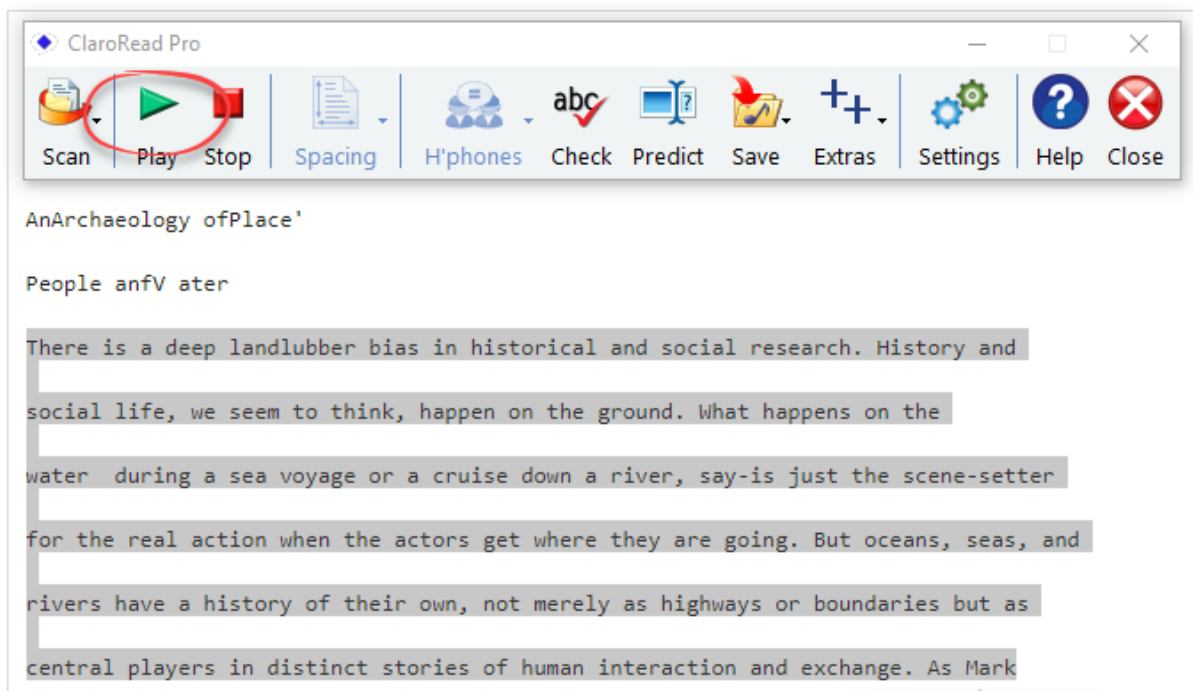 ClaroRead Pro
Scan Play Stop Spacing H'phones abc Check Predict ? Save Extras Settings ? Help Close
AnArchaeology ofPlace'
People anfV ater
There is a deep landlubber bias in historical and social research. History and
social life, we seem to think, happen on the ground. What happens on the
water  during a sea voyage or a cruise down a river, say-is just the scene-setter
for the real action when the actors get where they are going. But oceans, seas, and
rivers have a history of their own, not merely as highways or boundaries but as
central players in distinct stories of human interaction and exchange. As Mark